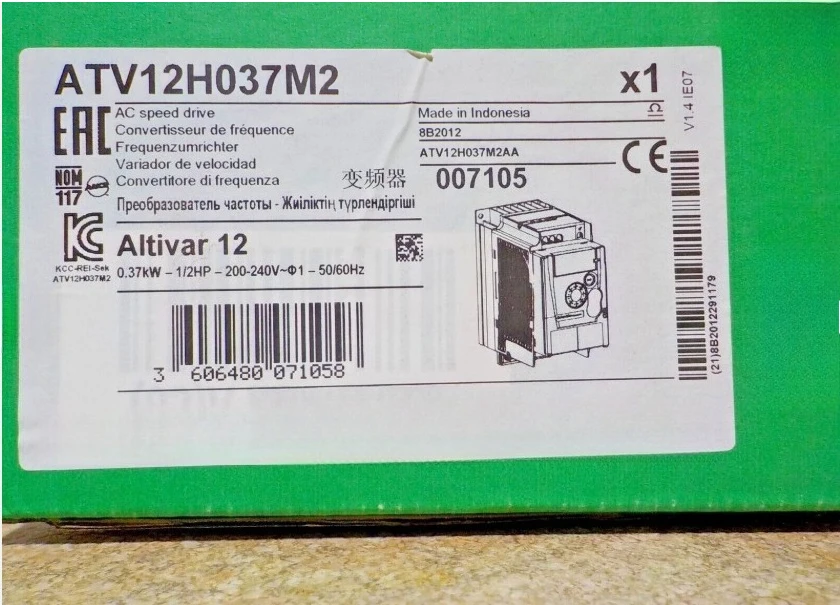 ATV12H037M2
x1
EAC
AC speed drive
Convertisseur de fréquence
Frequenzumrichter
Variador de velocidad
Convertitore di frequenza
变频器
Преобразователь частоты - Жиіліктің түрлендіргіші
NOM
117
KCC-REI-Sek
ATV12H037M2
Made in Indonesia
8B2012
ATV12H037M2AA
CE
007105
V1.4 IE07
Altivar 12
0.37kW – 1/2HP – 200-240V~Φ1 – 50/60Hz
3 606480 071058
(21)8B2012291179